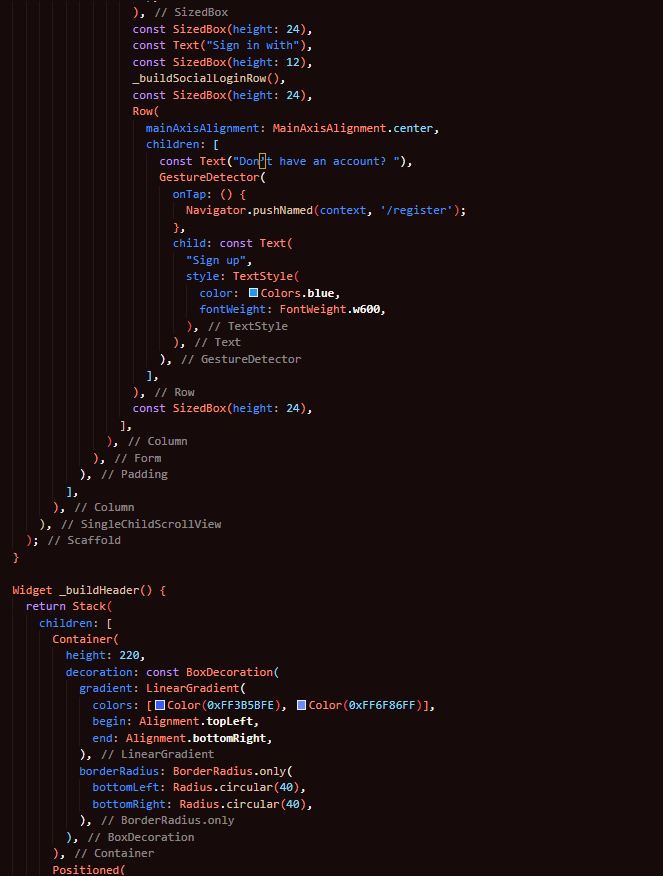 ), // SizedBox
const SizedBox(height: 24),
const Text("Sign in with"),
const SizedBox(height: 12),
_buildSocialLoginRow(),
const SizedBox(height: 24),
Row(
mainAxisAlignment: MainAxisAlignment.center,
children: [
const Text("Don’t have an account? "),
GestureDetector(
onTap: () {
Navigator.pushNamed(context, '/register');
},
child: const Text(
"Sign up",
style: TextStyle(
color: Colors.blue,
fontWeight: FontWeight.w600,
), // TextStyle
), // Text
), // GestureDetector
],
), // Row
const SizedBox(height: 24),
],
), // Column
), // Form
), // Padding
],
), // Column
), // SingleChildScrollView
); // Scaffold
}
Widget _buildHeader() {
return Stack(
children: [
Container(
height: 220,
decoration: const BoxDecoration(
gradient: LinearGradient(
colors: [Color(0xFF3B5BFE), Color(0xFF6F86FF)],
begin: Alignment.topLeft,
end: Alignment.bottomRight,
), // LinearGradient
borderRadius: BorderRadius.only(
bottomLeft: Radius.circular(40),
bottomRight: Radius.circular(40),
), // BorderRadius.only
), // BoxDecoration
), // Container
Positioned(